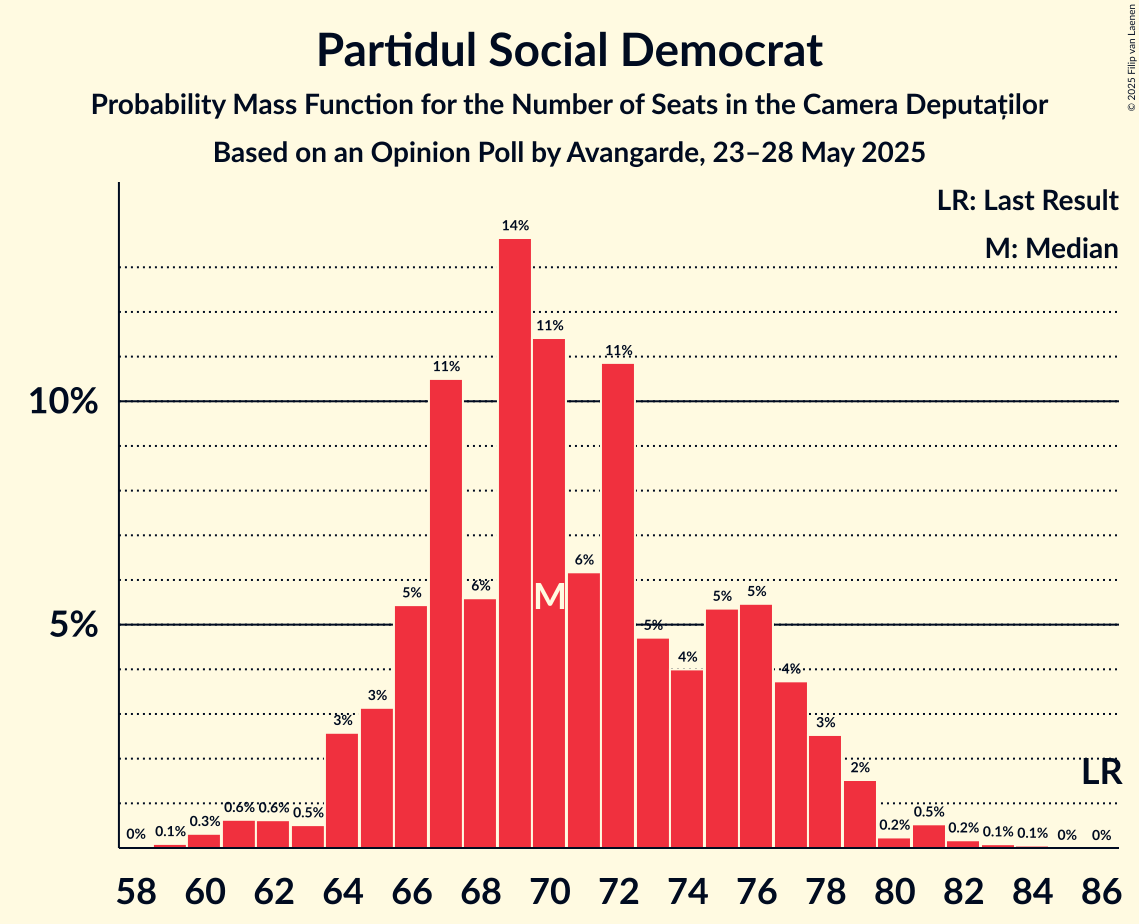 Partidul Social Democrat
Probability Mass Function for the Number of Seats in the Camera Deputaților
Based on an Opinion Poll by Avangarde, 23–28 May 2025
© 2025 Filip van Laenen
LR: Last Result
M: Median
10%
5%
0% 0.1% 0.3% 0.6% 0.6% 0.5% 3% 3% 5% 11% 6% 14% 11% 6% 11% 5% 4% 5% 5% 4% 3% 2% 0.2% 0.5% 0.2% 0.1% 0.1% 0% 0%
M
LR
58 60 62 64 66 68 70 72 74 76 78 80 82 84 86